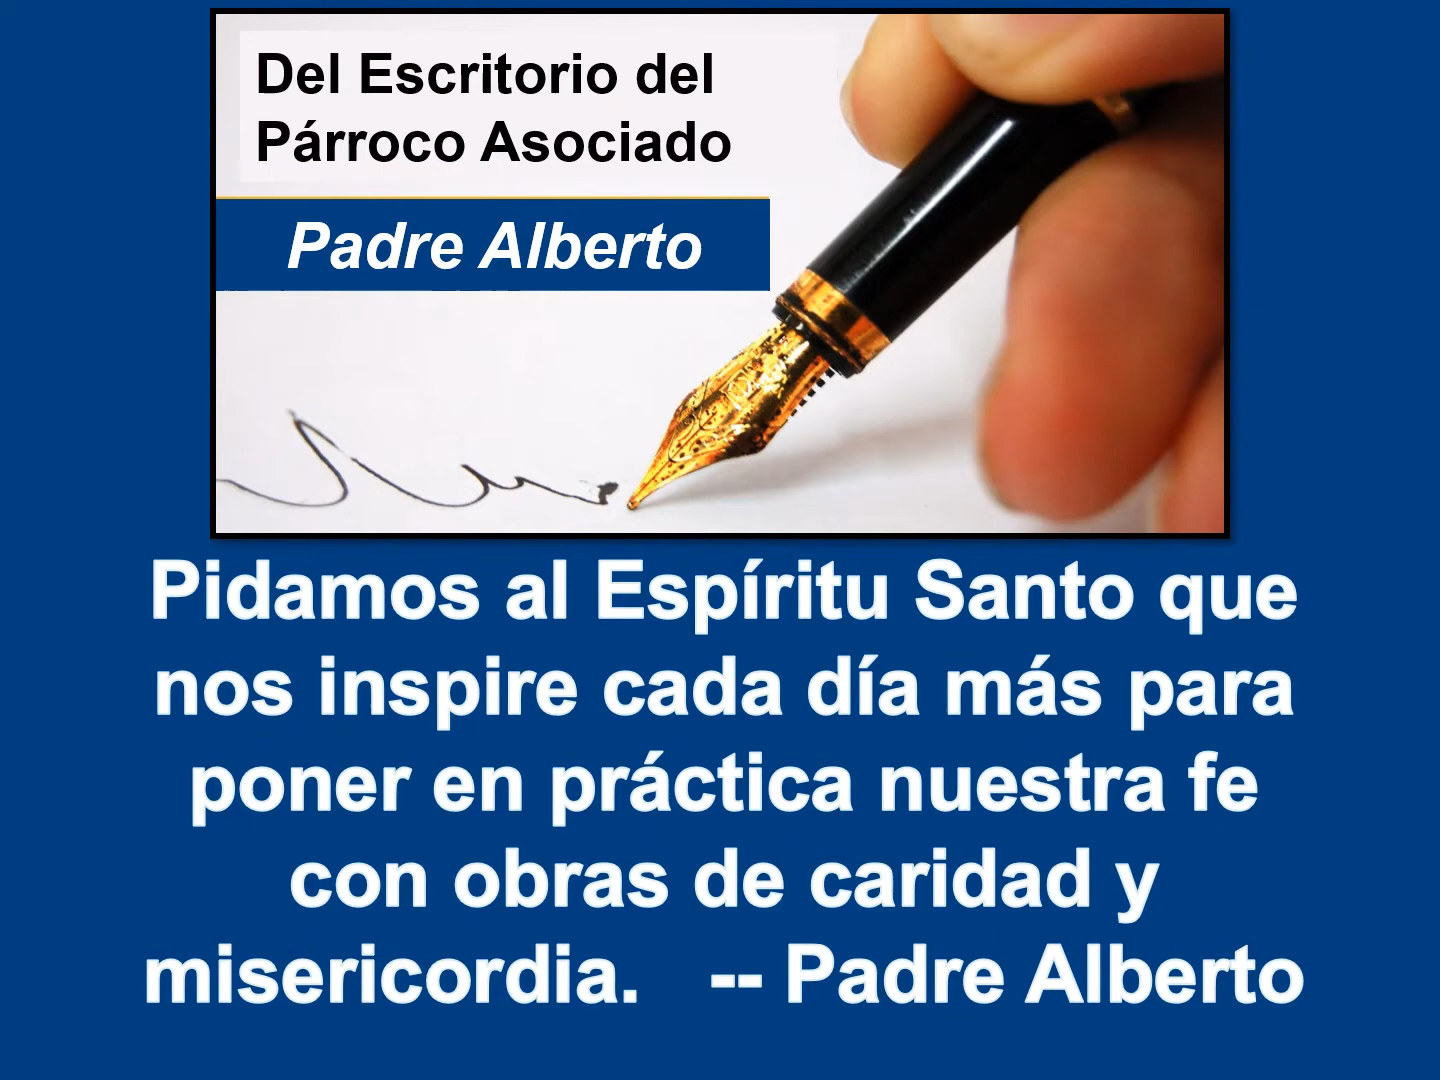 Del Escritorio del
Párroco Asociado
Padre Alberto
Pidamos al Espíritu Santo que
nos inspire cada día más para
poner en práctica nuestra fe
con obras de caridad y
misericordia.   -- Padre Alberto